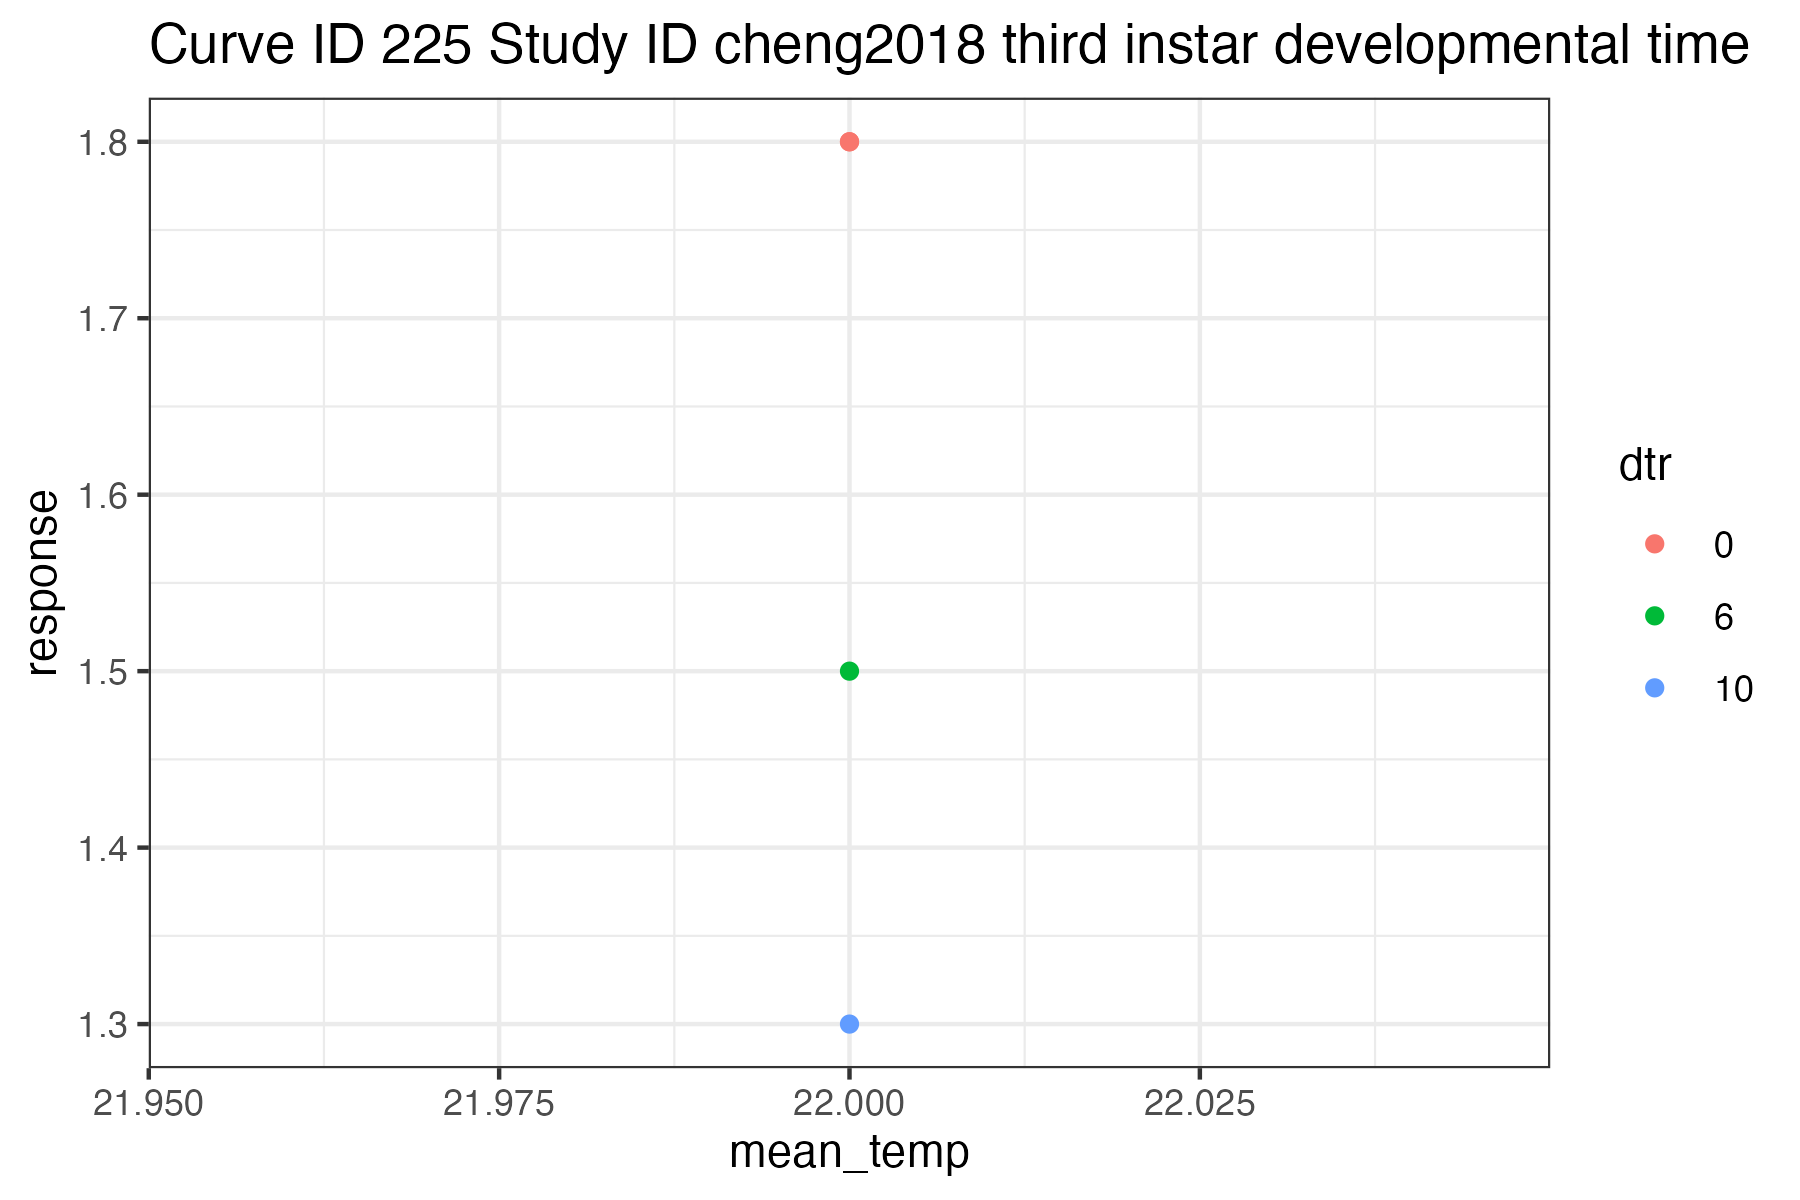 Curve ID 225 Study ID cheng2018 third instar developmental time
response
1.8
1.7
1.6
1.5
1.4
1.3
21.950 21.975 22.000 22.025
mean_temp
dtr
0
6
10